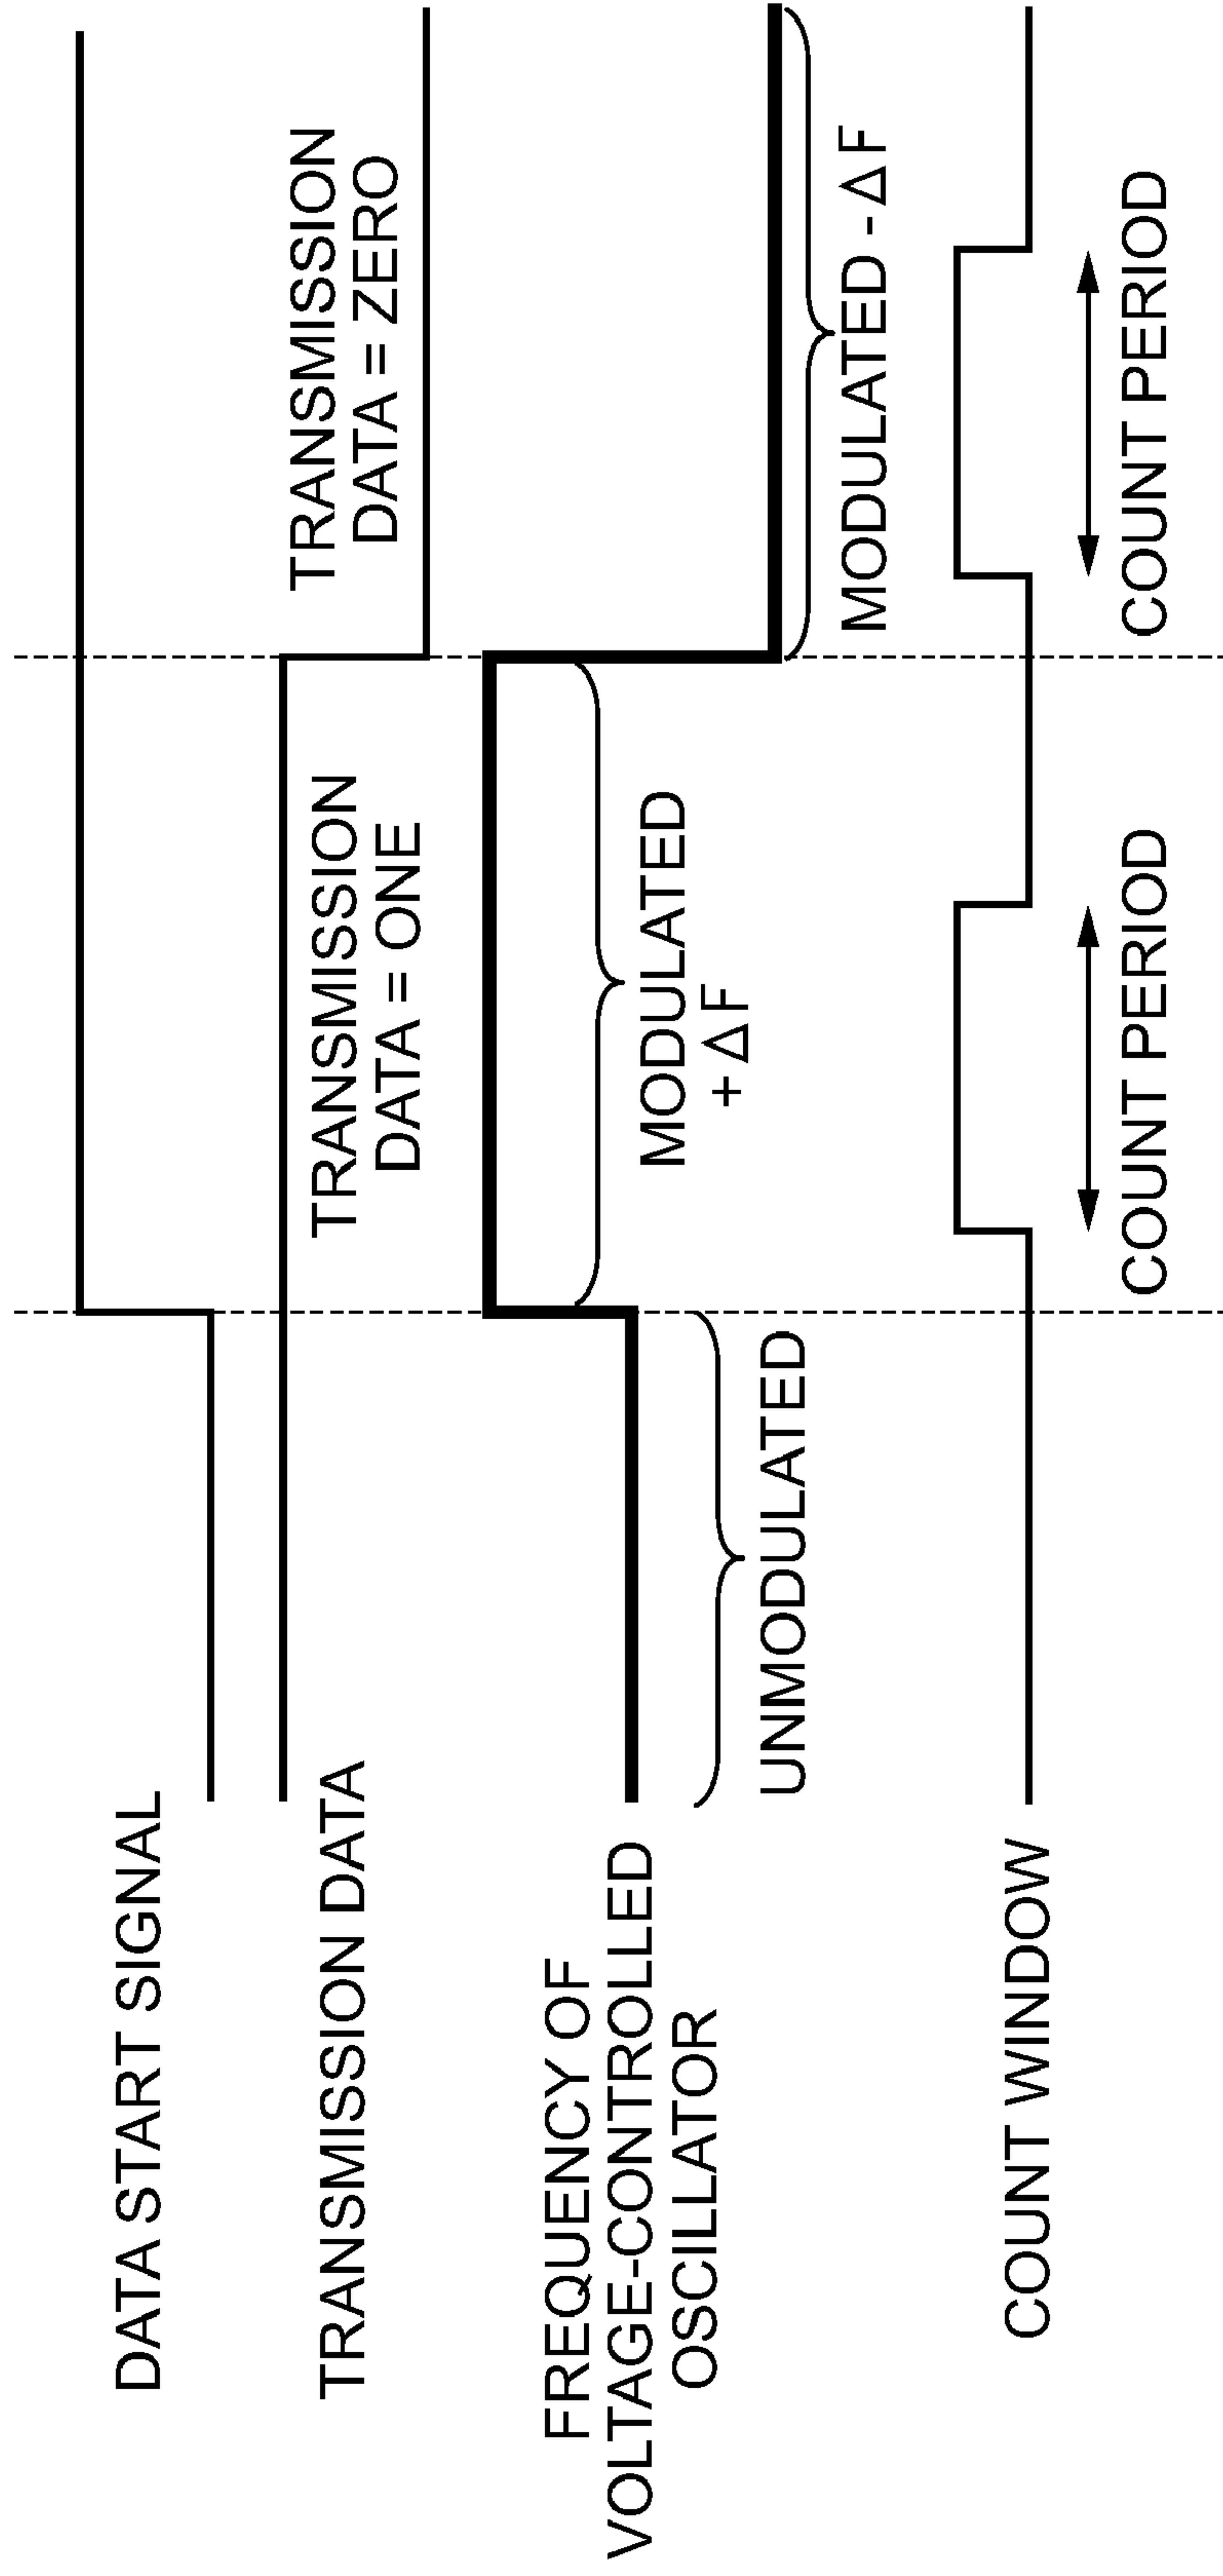 DATA START SIGNAL
TRANSMISSION DATA
TRANSMISSION
DATA = ONE
TRANSMISSION
DATA = ZERO
FREQUENCY OF
VOLTAGE-CONTROLLED
OSCILLATOR
UNMODULATED
MODULATED
+ ΔF
MODULATED - ΔF
COUNT WINDOW
COUNT PERIOD
COUNT PERIOD